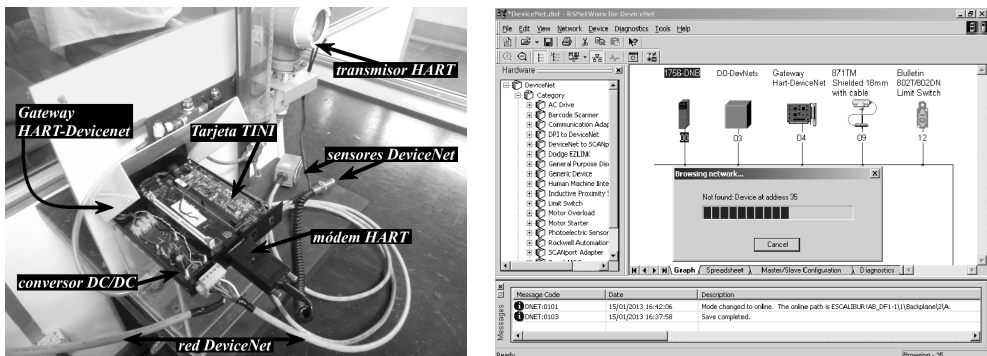 transmisor HART
Gateway
HART-Devicenet
Tarjeta TINI
sensores DeviceNet
módem HART
conversor DC/DC
red DeviceNet
*DeviceNet.dnt - RSNetWorx for DeviceNet
File Edit View Network Device Diagnostics Tools Help
Hardware
DeviceNet
Category
AC Drive
Barcode Scanner
Communication Adap
DPI to DeviceNet
DeviceNet to SCANp
Dodge EZLINK
General Purpose Dis
Generic Device
Human Machine Inte
Inductive Proximity S
Limit Switch
Motor Overload
Motor Starter
Photoelectric Sensor
Rockwell Automation
SCANport Adapter
1756-DNB
00
DO-DevNets
03
Gateway
Hart-DeviceNet
04
871TM
Shielded 18mm
with cable
09
Bulletin
802T/802DN
Limit Switch
12
Browsing network...
Not found: Device at address 35
Cancel
Graph Spreadsheet Master/Slave Configuration Diagnostics
Messages
Message Code Date Description
DNET:0101 15/01/2013 16:42:06 Mode changed to online. The online path is ESCALIBUR!AB_DF1-1\1\Backplane\2\A.
DNET:0103 15/01/2013 16:37:58 Save completed.
Ready
Browsing - 35